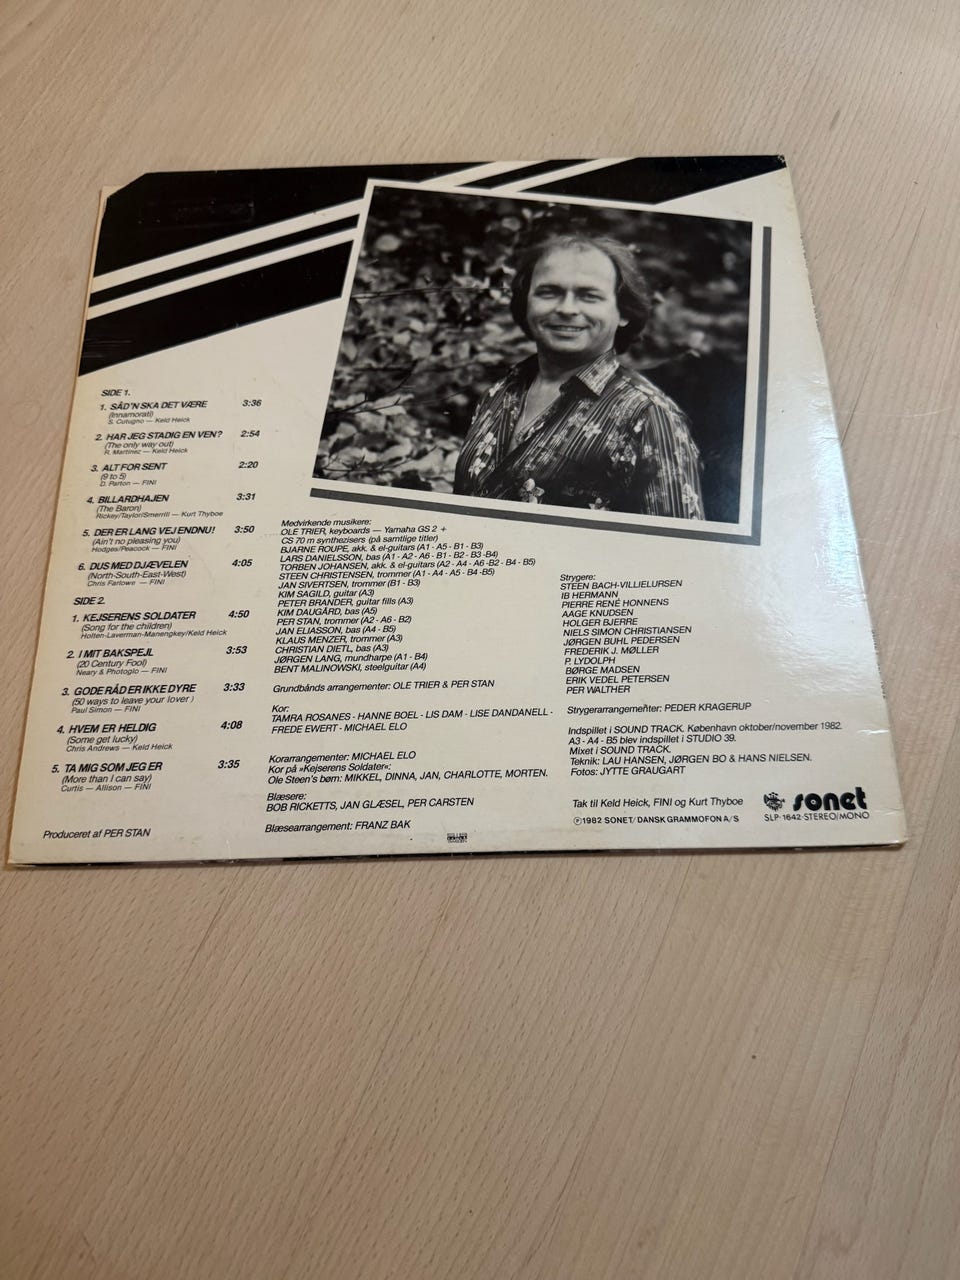 SIDE 1.
1. SÅD'N SKA DET VÆRE 3:36
(Innamorati)
S. Cutugno — Keld Heick
2. HAR JEG STADIG EN VEN? 2:54
(The only way out)
R. Martinez — Keld Heick
3. ALT FOR SENT 2:20
(9 to 5)
D. Parton — FINI
4. BILLARDHAJEN 3:31
(The Baron)
Rickey/Taylor/Smerrill — Kurt Thyboe
5. DER ER LANG VEJ ENDNU! 3:50
(Ain't no pleasing you)
Hodges/Peacock — FINI
6. DUS MED DJÆVELEN 4:05
(North-South-East-West)
Chris Farlowe — FINI
SIDE 2.
1. KEJSERENS SOLDATER 4:50
(Song for the children)
Holten-Laverman-Manengkey/Keld Heick
2. I MIT BAKSPEJL 3:53
(20 Century Fool)
Neary & Photoglo — FINI
3. GODE RÅD ER IKKE DYRE 3:33
(50 ways to leave your lover)
Paul Simon — FINI
4. HVEM ER HELDIG 4:08
(Some get lucky)
Chris Andrews — Keld Heick
5. TA MIG SOM JEG ER 3:35
(More than I can say)
Curtis — Allison — FINI
Produceret af PER STAN
Medvirkende musikere:
OLE TRIER, keyboards — Yamaha GS 2 +
CS 70 m synthezisers (på samtlige titler)
BJARNE ROUPE, akk. & el-guitars (A1 - A5 - B1 - B3)
LARS DANIELSSON, bas (A1 - A2 - A6 - B1 - B2 - B3 -B4)
TORBEN JOHANSEN, akk. & el-guitars (A2 - A4 - A6 -B2 - B4 - B5)
STEEN CHRISTENSEN, trommer (A1 - A4 - A5 - B4 -B5)
JAN SIVERTSEN, trommer (B1 - B3)
KIM SAGILD, guitar (A3)
PETER BRANDER, guitar fills (A3)
KIM DAUGÅRD, bas (A5)
PER STAN, trommer (A2 - A6 - B2)
JAN ELIASSON, bas (A4 - B5)
KLAUS MENZER, trommer (A3)
CHRISTIAN DIETL, bas (A3)
JØRGEN LANG, mundharpe (A1 - B4)
BENT MALINOWSKI, steelguitar (A4)
Grundbånds arrangementer: OLE TRIER & PER STAN
Kor:
TAMRA ROSANES - HANNE BOEL - LIS DAM - LISE DANDANELL -
FREDE EWERT - MICHAEL ELO
Korarrangementer: MICHAEL ELO
Kor på »Kejserens Soldater«:
Ole Steen's børn: MIKKEL, DINNA, JAN, CHARLOTTE, MORTEN.
Blæsere:
BOB RICKETTS, JAN GLÆSEL, PER CARSTEN
Blæsearrangement: FRANZ BAK
Strygere:
STEEN BACH-VILLIELURSEN
IB HERMANN
PIERRE RENÉ HONNENS
AAGE KNUDSEN
HOLGER BJERRE
NIELS SIMON CHRISTIANSEN
JØRGEN BUHL PEDERSEN
FREDERIK J. MØLLER
P. LYDOLPH
BØRGE MADSEN
ERIK VEDEL PETERSEN
PER WALTHER
Strygerarrangementer: PEDER KRAGERUP
Indspillet i SOUND TRACK. København oktober/november 1982.
A3 - A4 - B5 blev indspillet i STUDIO 39.
Mixet i SOUND TRACK.
Teknik: LAU HANSEN, JØRGEN BO & HANS NIELSEN.
Fotos: JYTTE GRAUGART
Tak til Keld Heick, FINI og Kurt Thyboe
℗ 1982 SONET/DANSK GRAMMOFON A/S
sonet
SLP-1642-STEREO/MONO